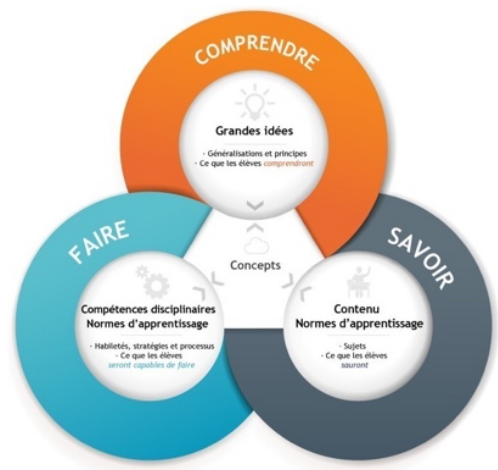 COMPRENDRE
Grandes idées
- Généralisations et principes
- Ce que les élèves comprendront
FAIRE
SAVOIR
Concepts
Compétences disciplinaires
Normes d'apprentissage
- Habiletés, stratégies et processus
- Ce que les élèves
seront capables de faire
Contenu
Normes d'apprentissage
- Sujets
- Ce que les élèves
sauront